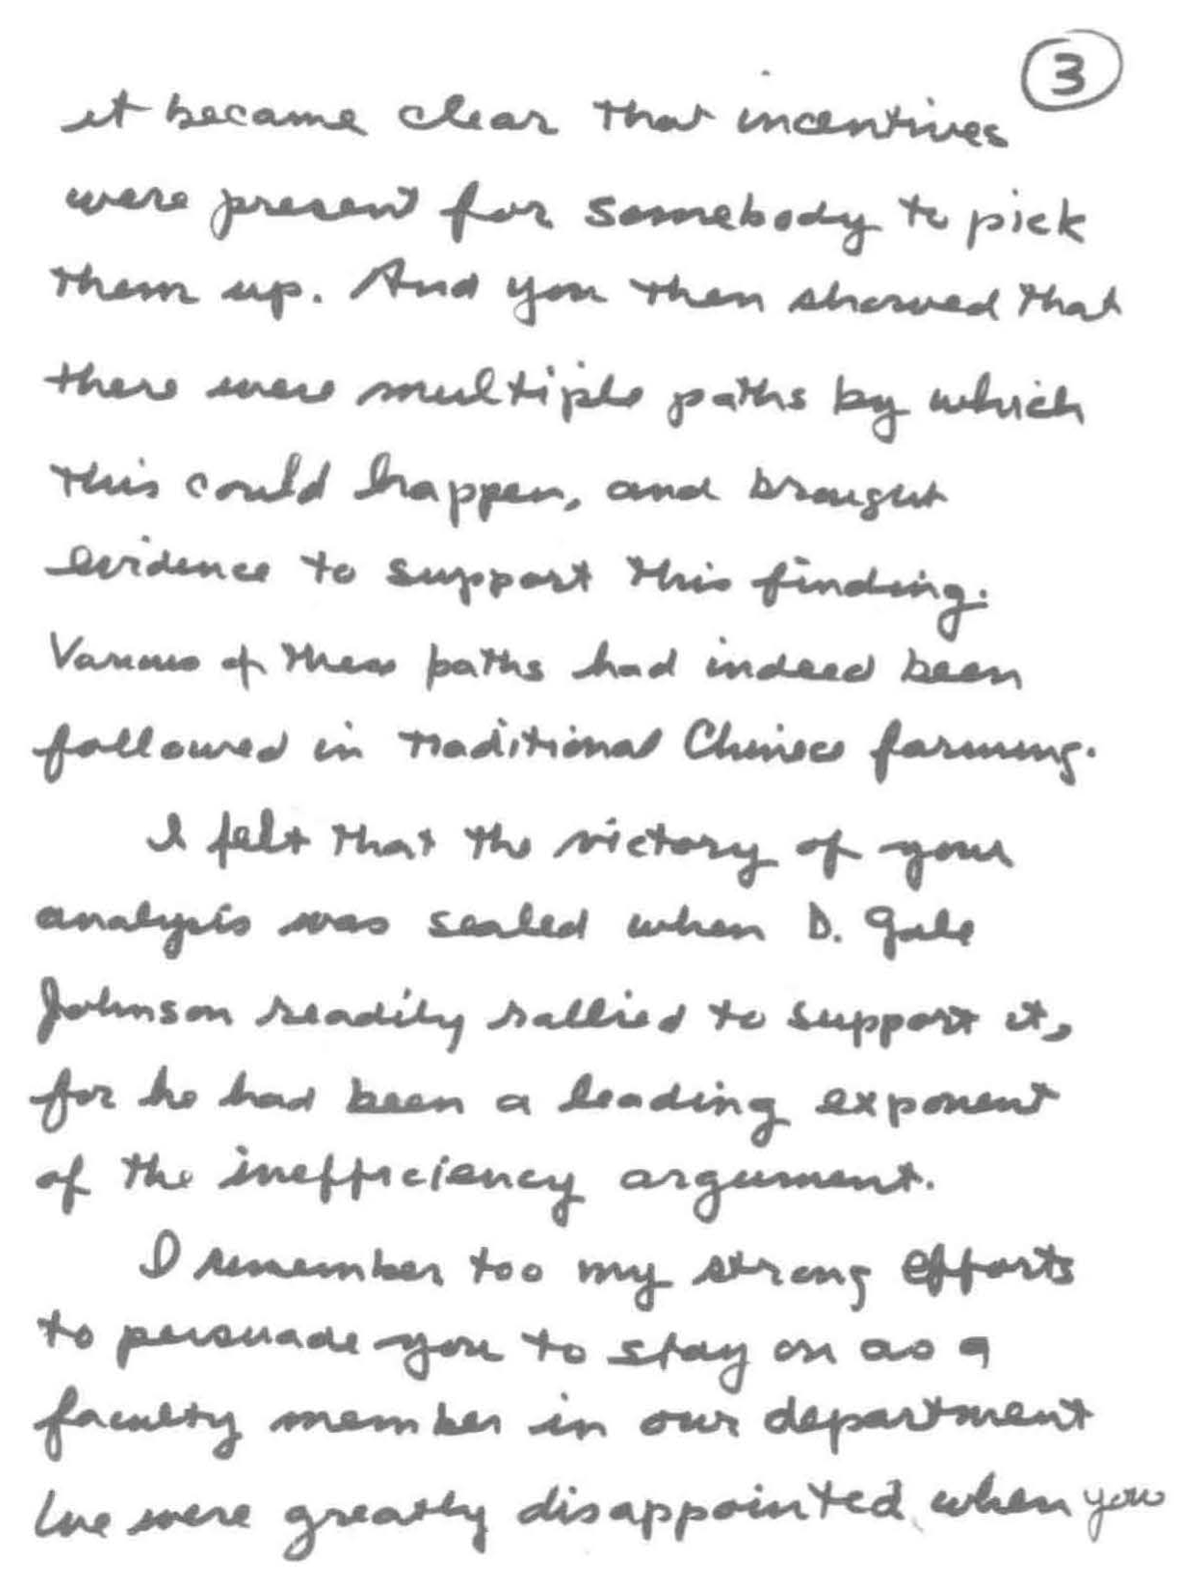 3
it became clear that incentives
were present for somebody to pick
them up. And you then showed that
there were multiple paths by which
this could happen, and brought
evidence to support this finding.
Various of these paths had indeed been
followed in traditional Chinese farming.
I felt that the victory of your
analysis was sealed when D. Gale
Johnson readily rallied to support it,
for he had been a leading exponent
of the inefficiency argument.
I remember too my strong efforts
to persuade you to stay on as a
faculty member in our department
We were greatly disappointed when you